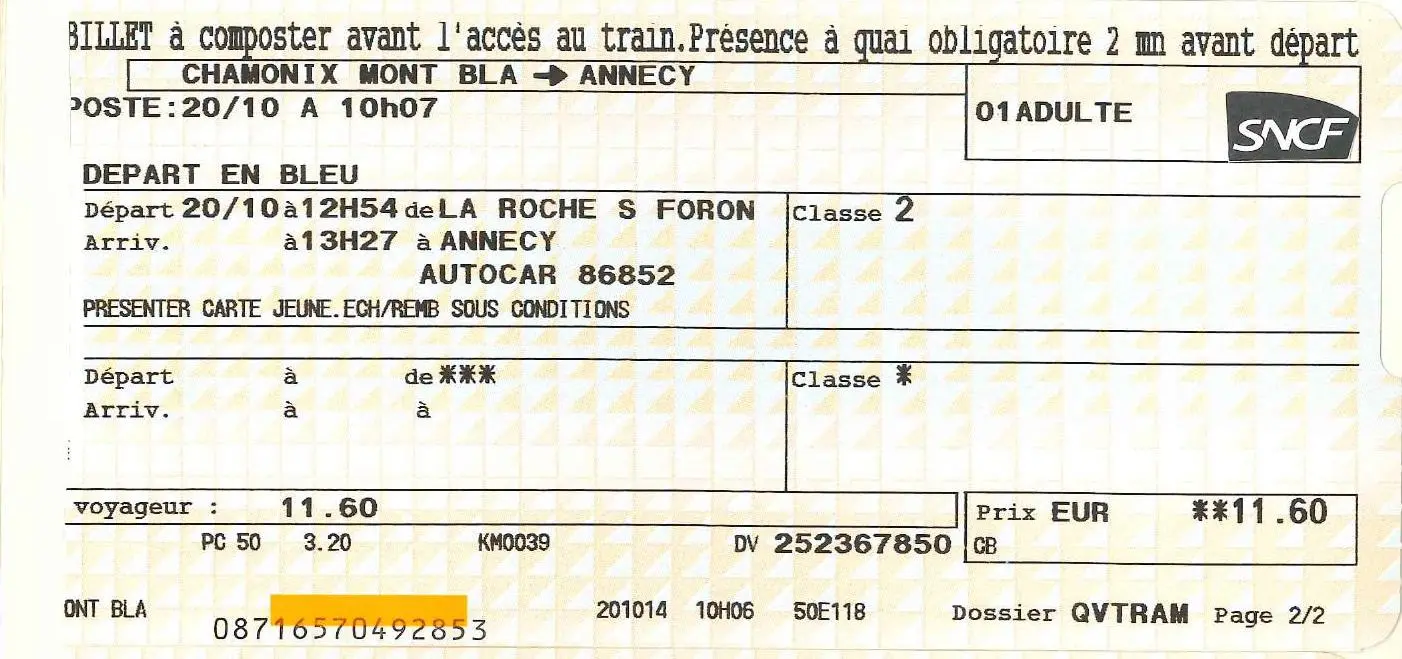 BILLET à composter avant l'accès au train.Présence à quai obligatoire 2 mn avant départ
CHAMONIX MONT BLA → ANNECY
POSTE:20/10 A 10h07
01ADULTE
SNCF
DEPART EN BLEU
Départ 20/10 à 12H54 de LA ROCHE S FORON Classe 2
Arriv. à 13H27 à ANNECY
AUTOCAR 86852
PRESENTER CARTE JEUNE.ECH/REMB SOUS CONDITIONS
Départ à de *** Classe *
Arriv. à à
voyageur : 11.60
Prix EUR **11.60
PC 50 3.20 KM0039 DV 252367850 CB
ONT BLA 08716570492853 201014 10H06 50E118 Dossier QVTRAM Page 2/2